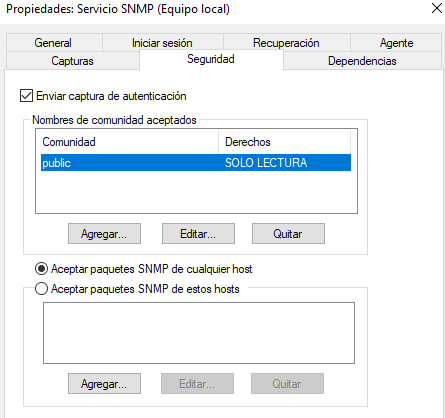 Propiedades: Servicio SNMP (Equipo local)
General Iniciar sesión Recuperación Agente
Capturas Seguridad Dependencias
Enviar captura de autenticación
Nombres de comunidad aceptados
Comunidad Derechos
public SOLO LECTURA
Agregar... Editar... Quitar
Aceptar paquetes SNMP de cualquier host
Aceptar paquetes SNMP de estos hosts
Agregar... Editar... Quitar